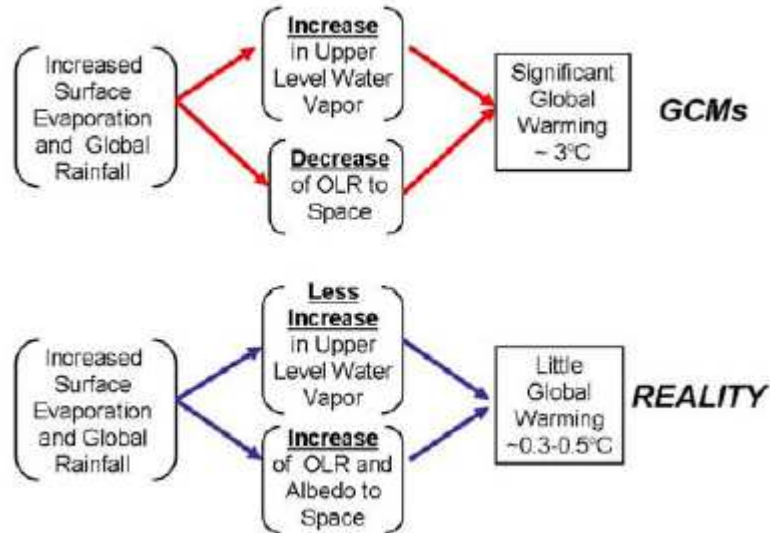 Increased
Surface
Evaporation
and Global
Rainfall
Increase
in Upper
Level Water
Vapor
Decrease
of OLR to
Space
Significant
Global
Warming
~ 3°C
GCMs
Increased
Surface
Evaporation
and Global
Rainfall
Less
Increase
in Upper
Level Water
Vapor
Increase
of OLR and
Albedo to
Space
Little
Global
Warming
~0.3-0.5°C
REALITY